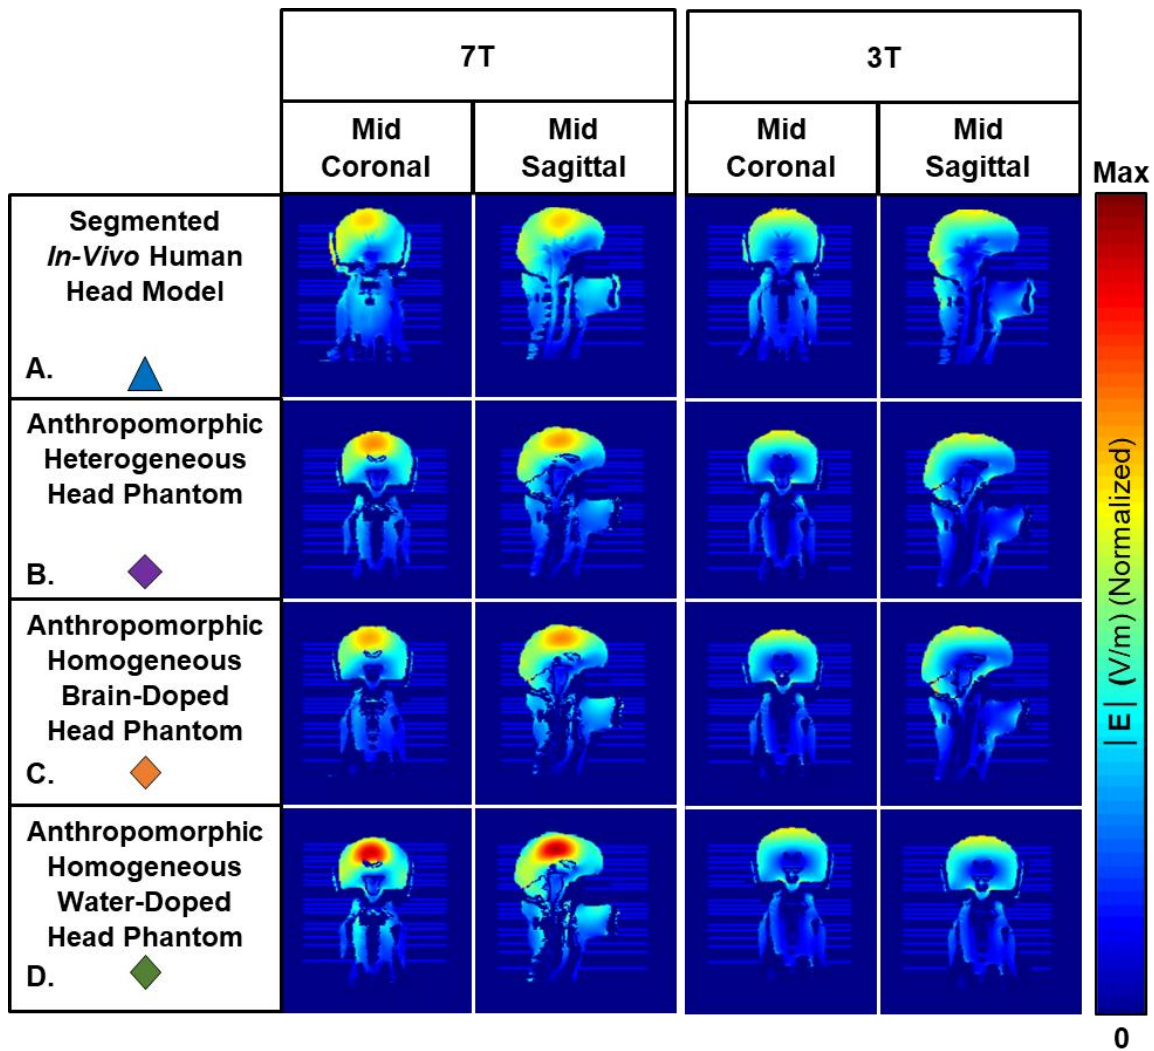 7T
3T
Mid
Coronal
Mid
Sagittal
Mid
Coronal
Mid
Sagittal
Max
Segmented
In-Vivo Human
Head Model
A.
Anthropomorphic
Heterogeneous
Head Phantom
B.
Anthropomorphic
Homogeneous
Brain-Doped
Head Phantom
C.
Anthropomorphic
Homogeneous
Water-Doped
Head Phantom
D.
|E| (V/m) (Normalized)
0